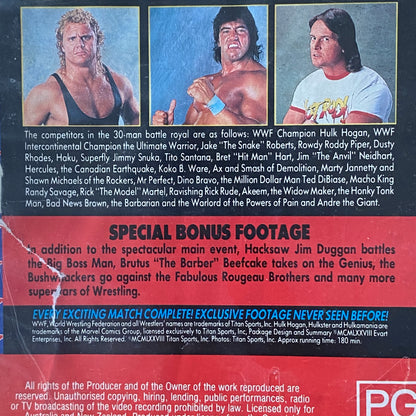 The competitors in the 30-man battle royal are as follows: WWF Champion Hulk Hogan, WWF
Intercontinental Champion the Ultimate Warrior, Jake "The Snake" Roberts, Rowdy Roddy Piper, Dusty
Rhodes, Haku, Superfly Jimmy Snuka, Tito Santana, Bret "Hit Man" Hart, Jim "The Anvil" Neidhart,
Hercules, the Canadian Earthquake, Koko B. Ware, Ax and Smash of Demolition, Marty Jannetty and
Shawn Michaels of the Rockers, Mr Perfect, Dino Bravo, the Million Dollar Man Ted DiBiase, Macho King
Randy Savage, Rick "The Model" Martel, Ravishing Rick Rude, Akeem, the Widow Maker, the Honky Tonk
Man, Bad News Brown, the Barbarian and the Warlord of the Powers of Pain and Andre the Giant.
SPECIAL BONUS FOOTAGE
In addition to the spectacular main event, Hacksaw Jim Duggan battles
the Big Boss Man, Brutus "The Barber" Beefcake takes on the Genius, the
Bushwackers go against the Fabulous Rougeau Brothers and many more
superstars of Wrestling.
EVERY EXCITING MATCH COMPLETE! EXCLUSIVE FOOTAGE NEVER SEEN BEFORE!
WWF, World Wrestling Federation and all Wrestlers' names are trademarks of Titan Sports, Inc. Hulk Hogan, Hulkster and Hulkamania are
trademarks of the Marvel Comics Group, licensed exclusively to Titan Sports, Inc. Package Design and Summary ©MCMLXXXVIII Evart
Enterprises, Inc. All Rights Reserved. ©MCMLXXVIII Titan Sports, Inc. Photos: Titan Sports, Inc. Approx running time: 180 min.
All rights of the Producer and of the Owner of the work reproduced are
reserved. Unauthorised copying, hiring, lending, public performances, radio
or TV broadcasting of the video recording prohibited by law. Licensed only for
PG